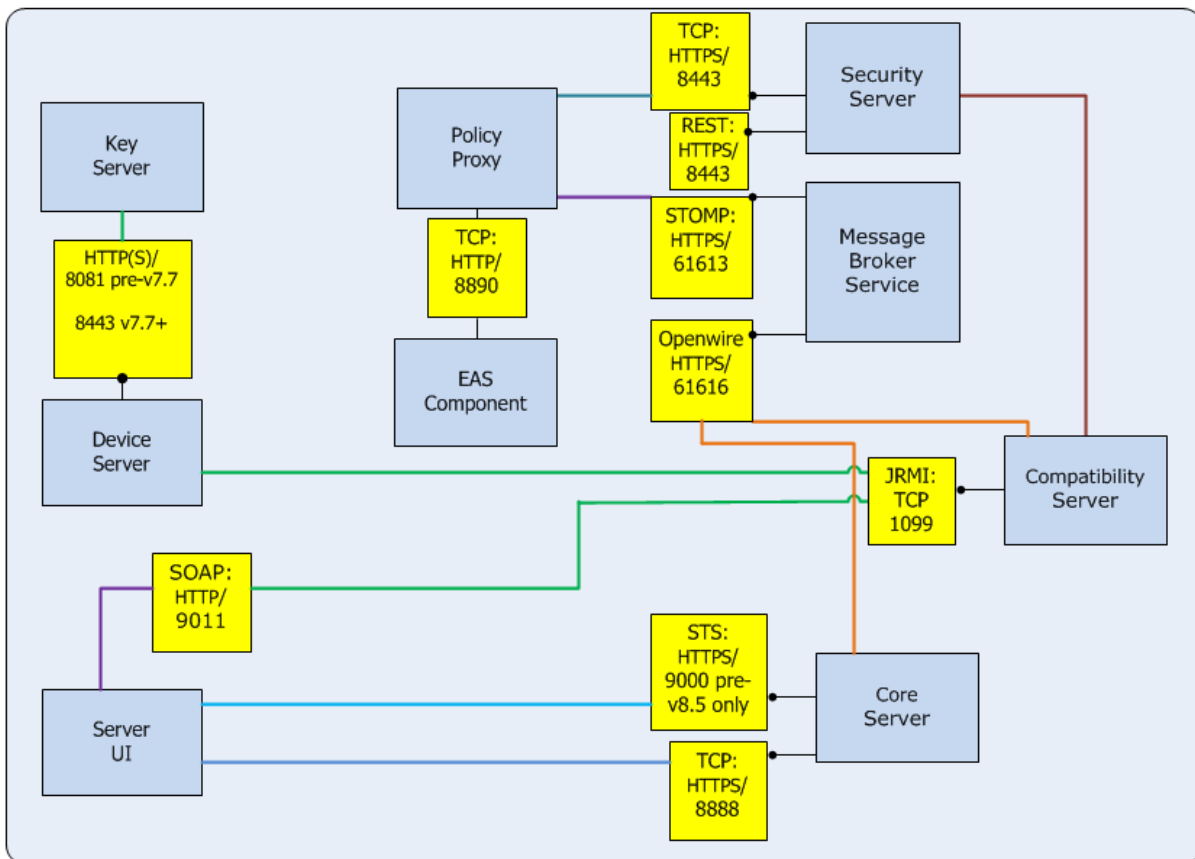 TCP:
HTTPS/
8443
Security
Server
Key
Server
Policy
Proxy
REST:
HTTPS/
8443
STOMP:
HTTPS/
61613
Message
Broker
Service
HTTP(S)/
8081 pre-v7.7
8443 v7.7+
TCP:
HTTP/
8890
Openwire
HTTPS/
61616
EAS
Component
Device
Server
JRMI:
TCP
1099
Compatibility
Server
SOAP:
HTTP/
9011
STS:
HTTPS/
9000 pre-
v8.5 only
Core
Server
Server
UI
TCP:
HTTPS/
8888